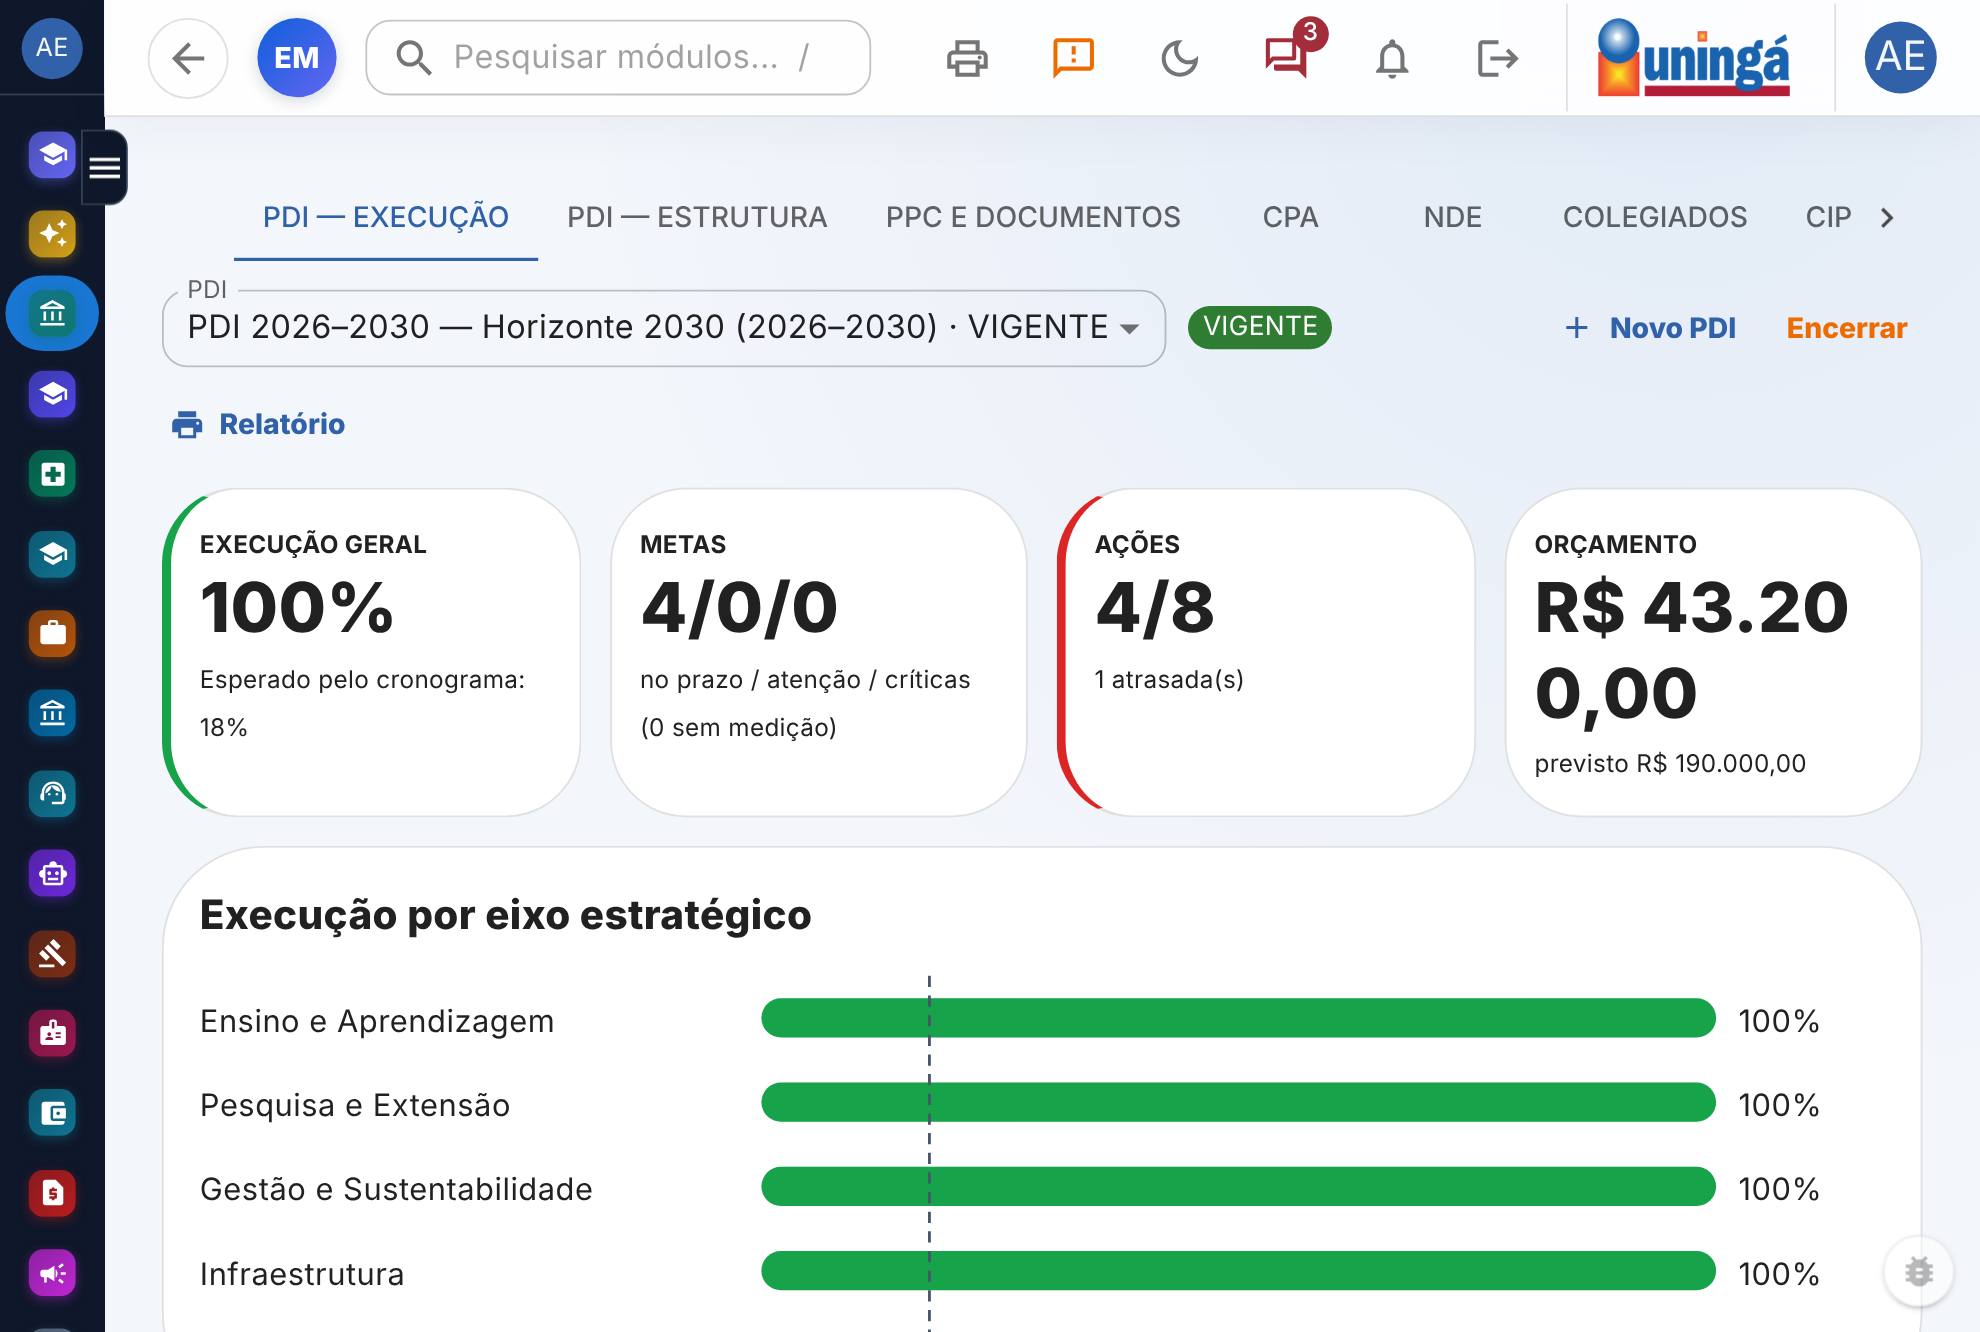 AE
EM
Pesquisar módulos... /
3
uningá
AE
PDI — EXECUÇÃO
PDI — ESTRUTURA
PPC E DOCUMENTOS
CPA
NDE
COLEGIADOS
CIP
PDI
PDI 2026–2030 — Horizonte 2030 (2026–2030) · VIGENTE
VIGENTE
+ Novo PDI
Encerrar
Relatório
EXECUÇÃO GERAL
100%
Esperado pelo cronograma:
18%
METAS
4/0/0
no prazo / atenção / críticas
(0 sem medição)
AÇÕES
4/8
1 atrasada(s)
ORÇAMENTO
R$ 43.20
0,00
previsto R$ 190.000,00
Execução por eixo estratégico
Ensino e Aprendizagem 100%
Pesquisa e Extensão 100%
Gestão e Sustentabilidade 100%
Infraestrutura 100%